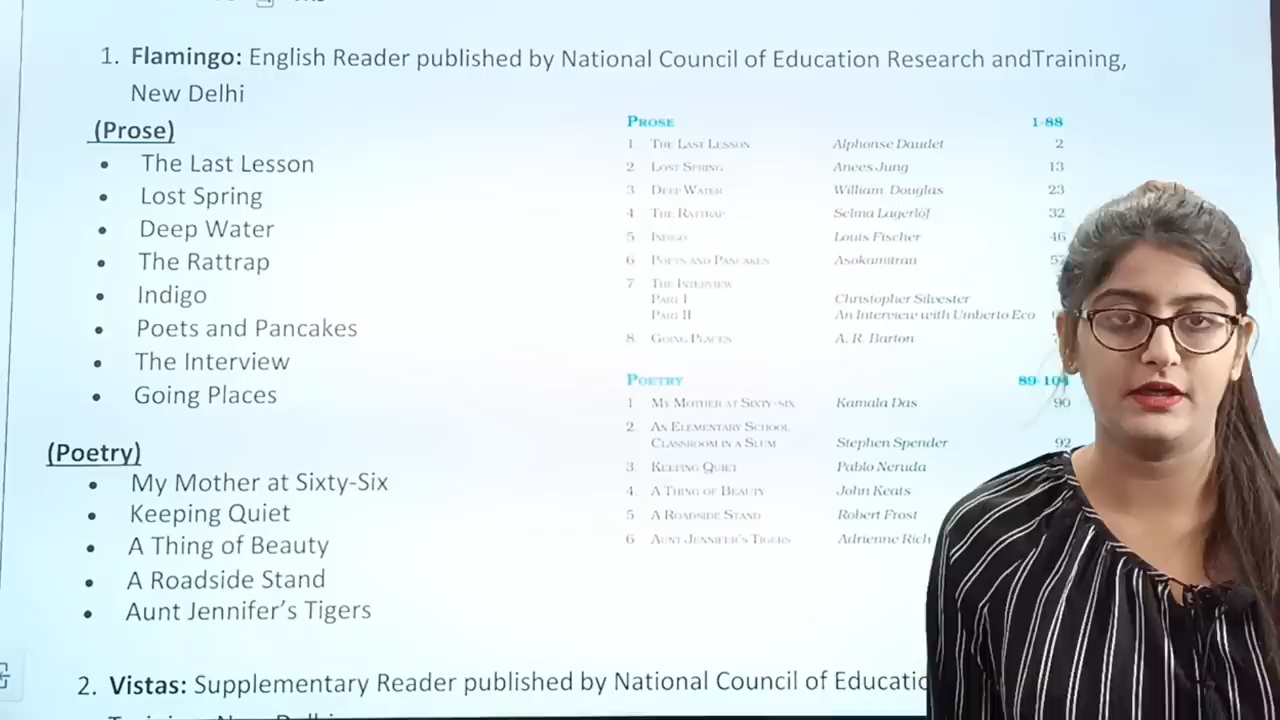 1. Flamingo: English Reader published by National Council of Education Research andTraining,
New Delhi
(Prose)
• The Last Lesson
• Lost Spring
• Deep Water
• The Rattrap
• Indigo
• Poets and Pancakes
• The Interview
• Going Places
(Poetry)
• My Mother at Sixty-Six
• Keeping Quiet
• A Thing of Beauty
• A Roadside Stand
• Aunt Jennifer's Tigers
PROSE 1-88
1 THE LAST LESSON Alphonse Daudet 2
2 LOST SPRING Anees Jung 13
3 DEEP WATER William Douglas 23
4 THE RATTRAP Selma Lagerlöf 32
5 INDIGO Louis Fischer 46
6 POETS AND PANCAKES Asokamitran
7 THE INTERVIEW
PART I Christopher Silvester
PART II An Interview with Umberto Eco
8. GOING PLACES A. R. Barton
POETRY 89-104
1. MY MOTHER AT SIXTY-SIX Kamala Das 90
2. AN ELEMENTARY SCHOOL
CLASSROOM IN A SLUM Stephen Spender 92
3. KEEPING QUIET Pablo Neruda
4. A THING OF BEAUTY John Keats
5 A ROADSIDE STAND Robert Frost
6 AUNT JENNIFER'S TIGERS Adrienne Rich
2. Vistas: Supplementary Reader published by National Council of